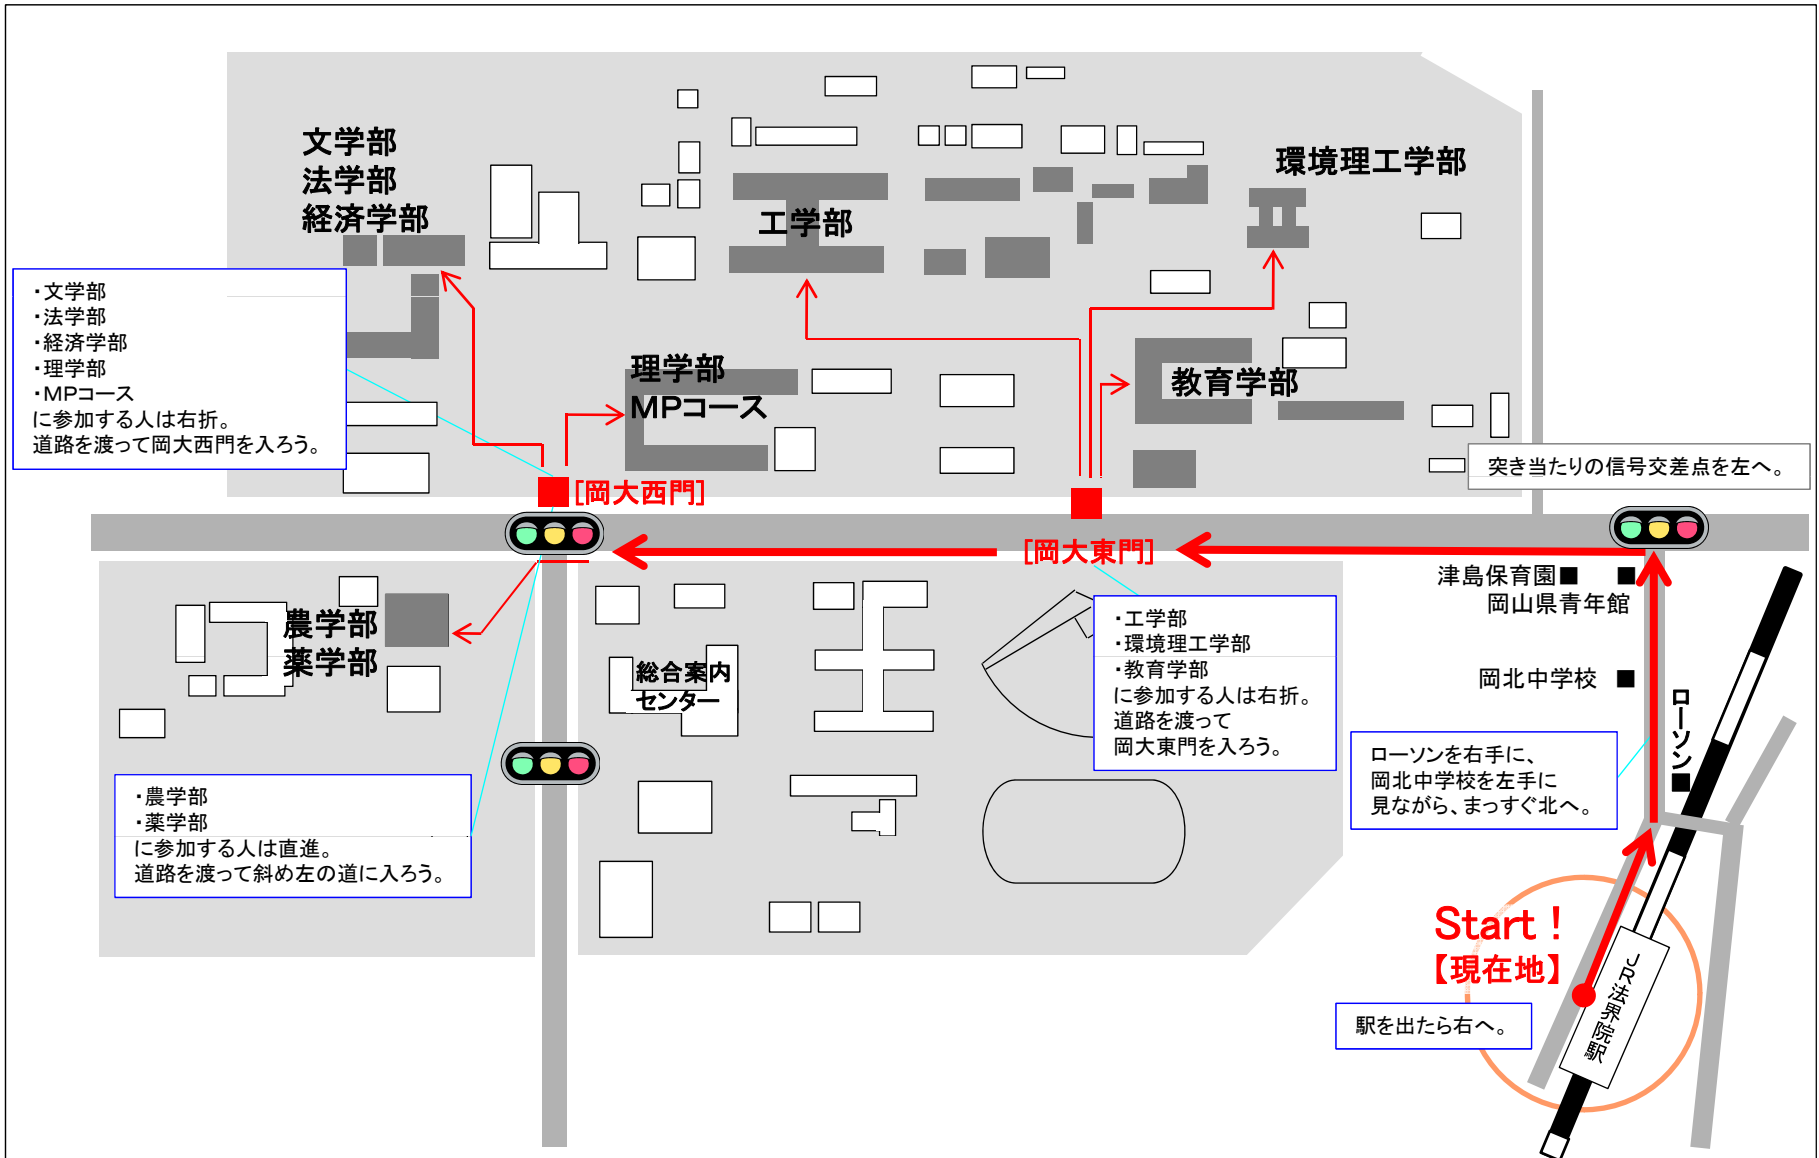 文学部
法学部
経済学部
工学部
環境理工学部
・文学部
・法学部
・経済学部
・理学部
・MPコース
に参加する人は右折。
道路を渡って岡大西門を入ろう。
理学部
MPコース
教育学部
突き当たりの信号交差点を左へ。
[岡大西門]
[岡大東門]
津島保育園■ ■
岡山県青年館
岡北中学校 ■
ローソン■
農学部
薬学部
総合案内
センター
・工学部
・環境理工学部
・教育学部
に参加する人は右折。
道路を渡って
岡大東門を入ろう。
ローソンを右手に、
岡北中学校を左手に
見ながら、まっすぐ北へ。
・農学部
・薬学部
に参加する人は直進。
道路を渡って斜め左の道に入ろう。
Start！
【現在地】
駅を出たら右へ。
JR法界院駅